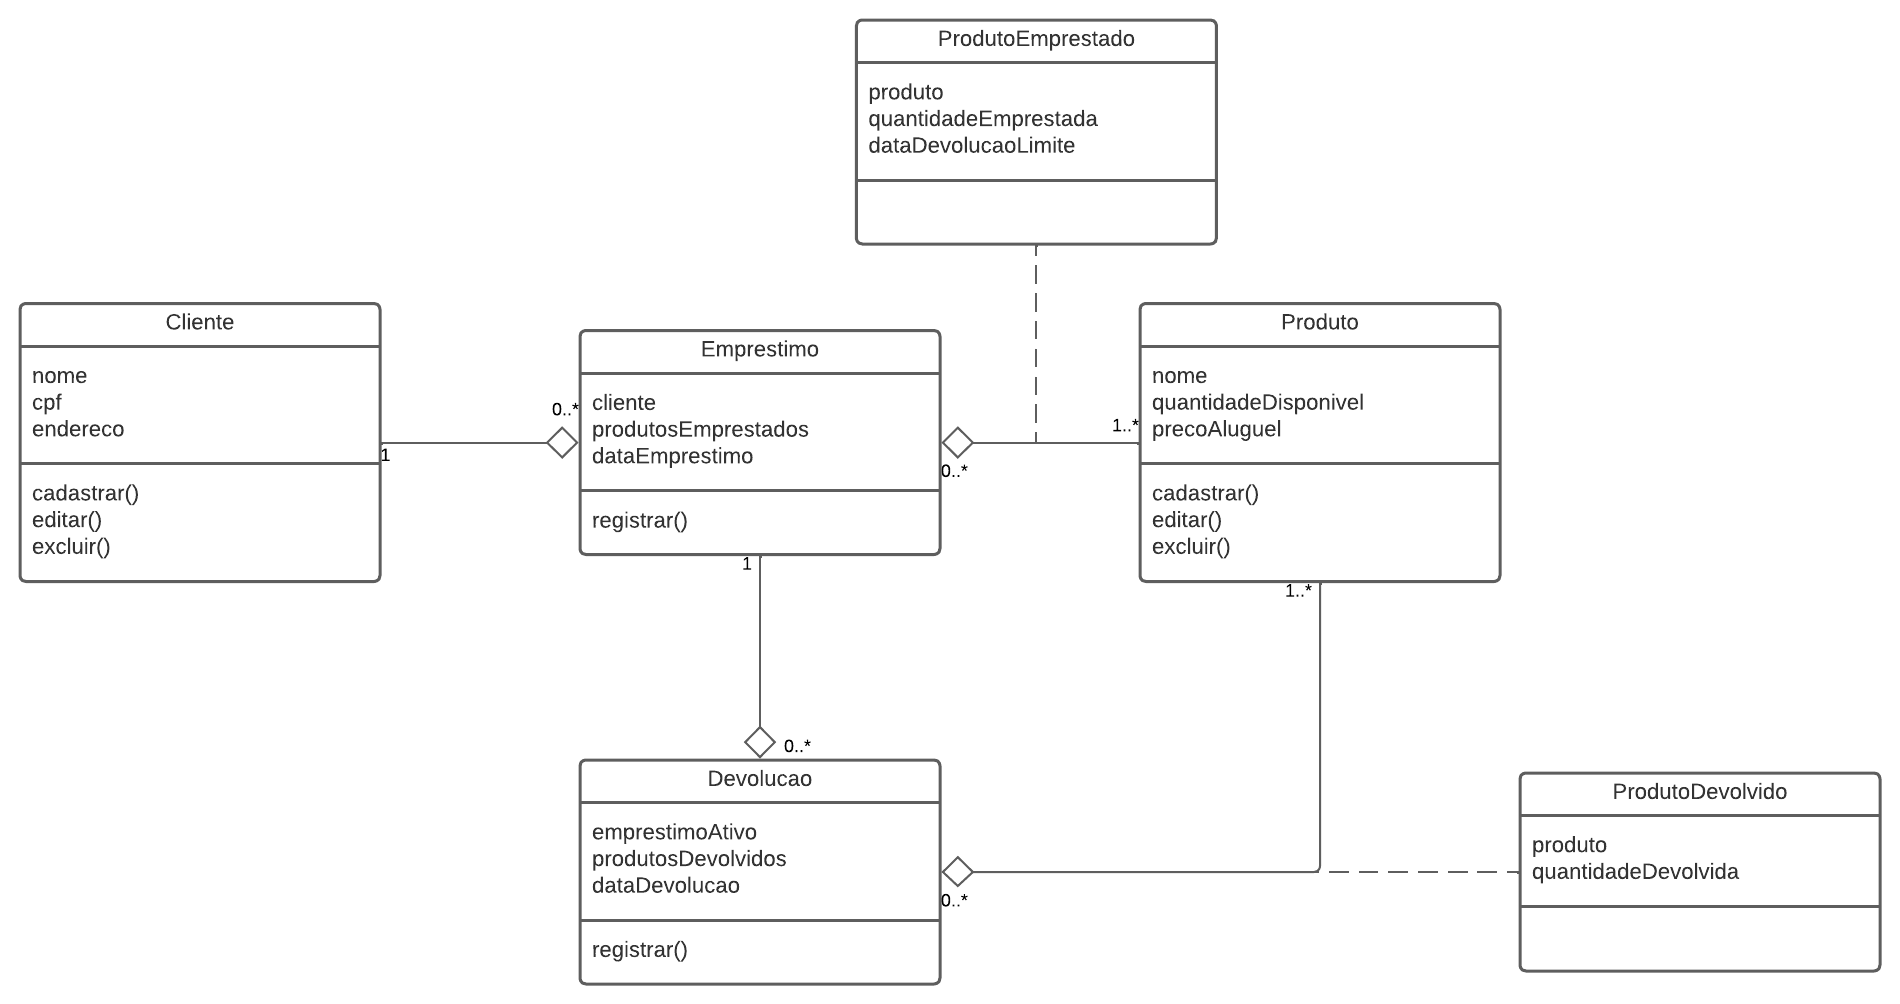 ProdutoEmprestado
produto
quantidadeEmprestada
dataDevolucaoLimite
Cliente
nome
cpf
endereco
cadastrar()
editar()
excluir()
1
0..*
Emprestimo
cliente
produtosEmprestados
dataEmprestimo
registrar()
0..*
1..*
Produto
nome
quantidadeDisponivel
precoAluguel
cadastrar()
editar()
excluir()
1
1..*
0..*
Devolucao
emprestimoAtivo
produtosDevolvidos
dataDevolucao
registrar()
0..*
ProdutoDevolvido
produto
quantidadeDevolvida